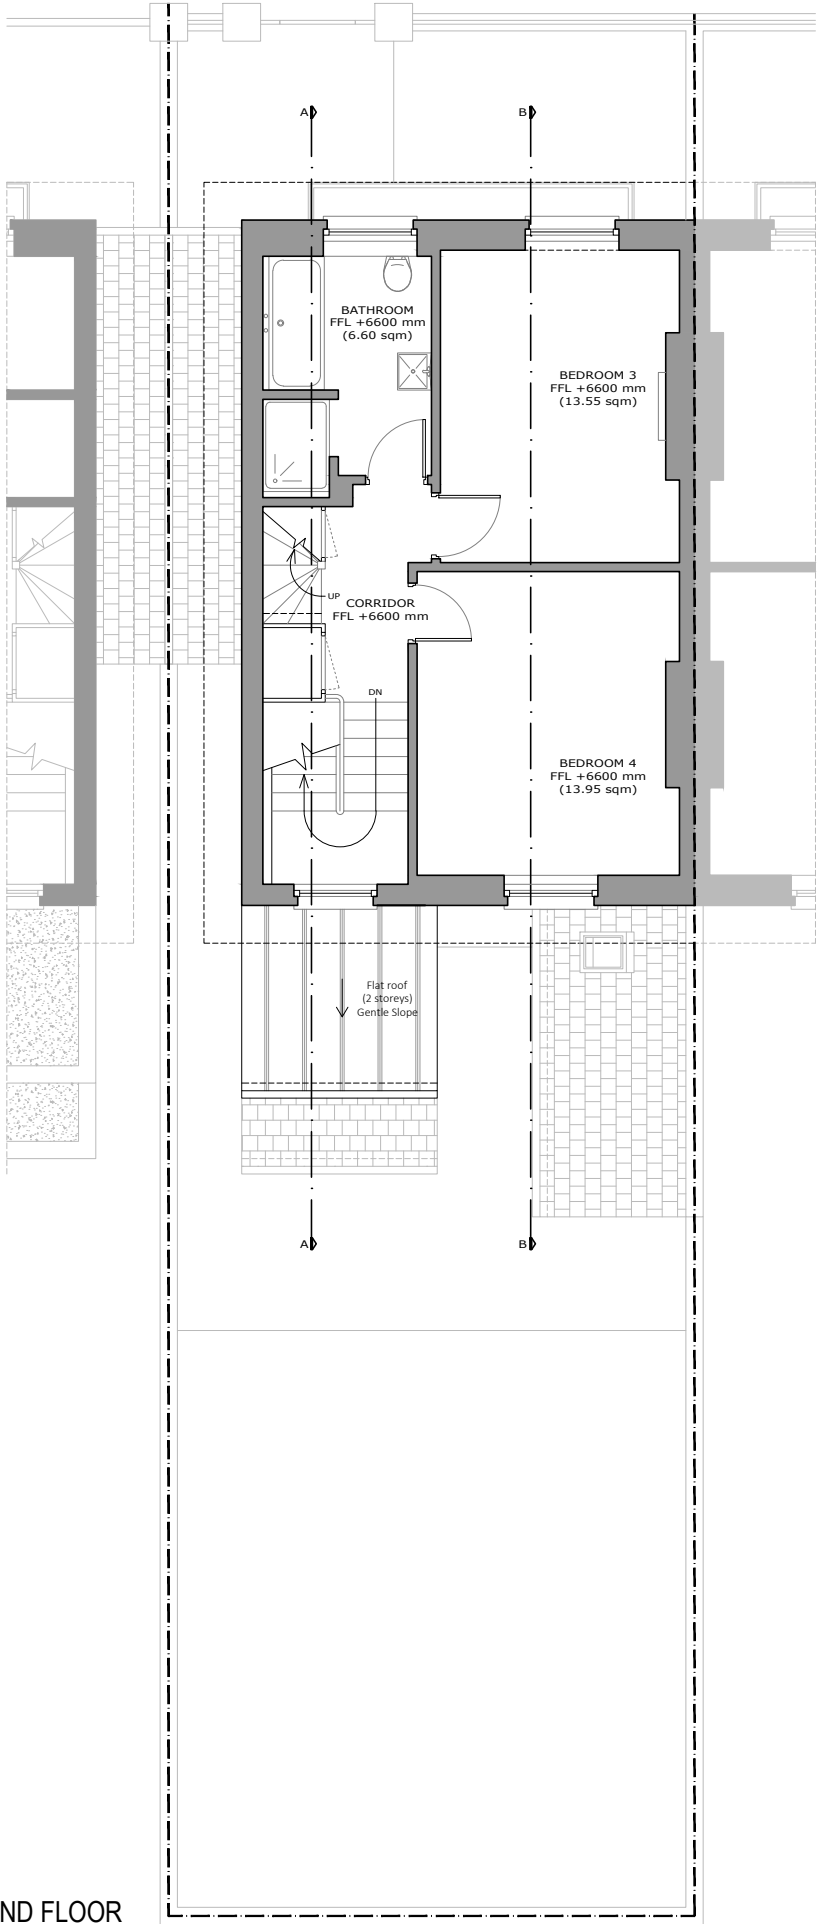 A
B
BATHROOM
FFL +6600 mm
(6.60 sqm)
BEDROOM 3
FFL +6600 mm
(13.55 sqm)
UP
CORRIDOR
FFL +6600 mm
DN
BEDROOM 4
FFL +6600 mm
(13.95 sqm)
Flat roof
(2 storeys)
Gentle Slope
A
B
ND FLOOR